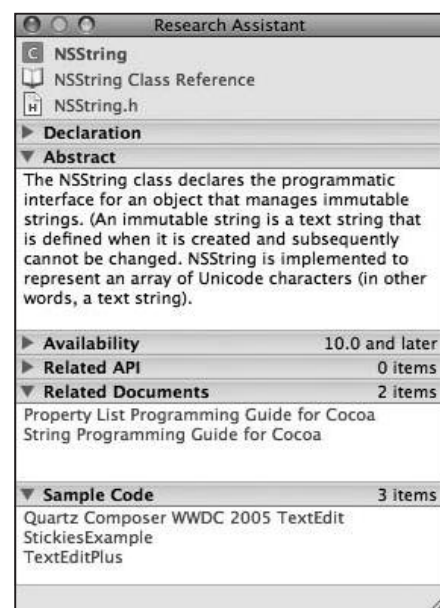 Research Assistant
C NSString
NSString Class Reference
H NSString.h
Declaration
Abstract
The NSString class declares the programmatic
interface for an object that manages immutable
strings. (An immutable string is a text string that
is defined when it is created and subsequently
cannot be changed. NSString is implemented to
represent an array of Unicode characters (in other
words, a text string).
Availability 10.0 and later
Related API 0 items
Related Documents 2 items
Property List Programming Guide for Cocoa
String Programming Guide for Cocoa
Sample Code 3 items
Quartz Composer WWDC 2005 TextEdit
StickiesExample
TextEditPlus